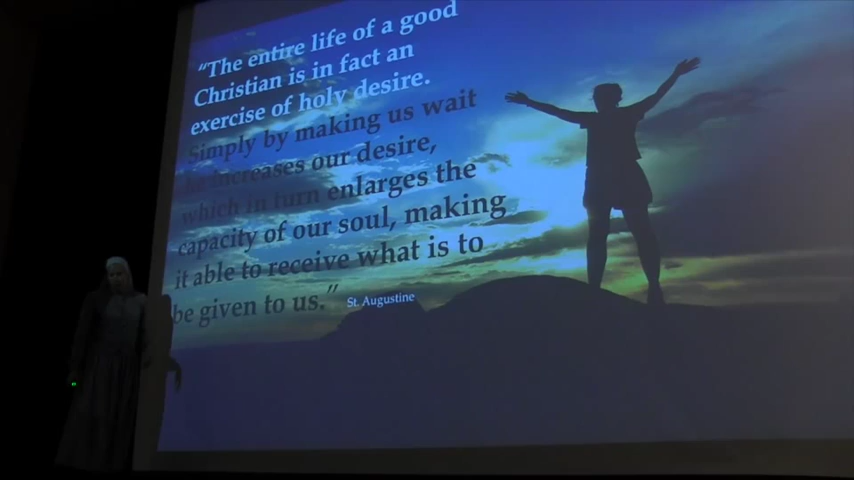 “The entire life of a good
Christian is in fact an
exercise of holy desire.
Simply by making us wait
he increases our desire,
which in turn enlarges the
capacity of our soul, making
it able to receive what is to
be given to us.”
St. Augustine